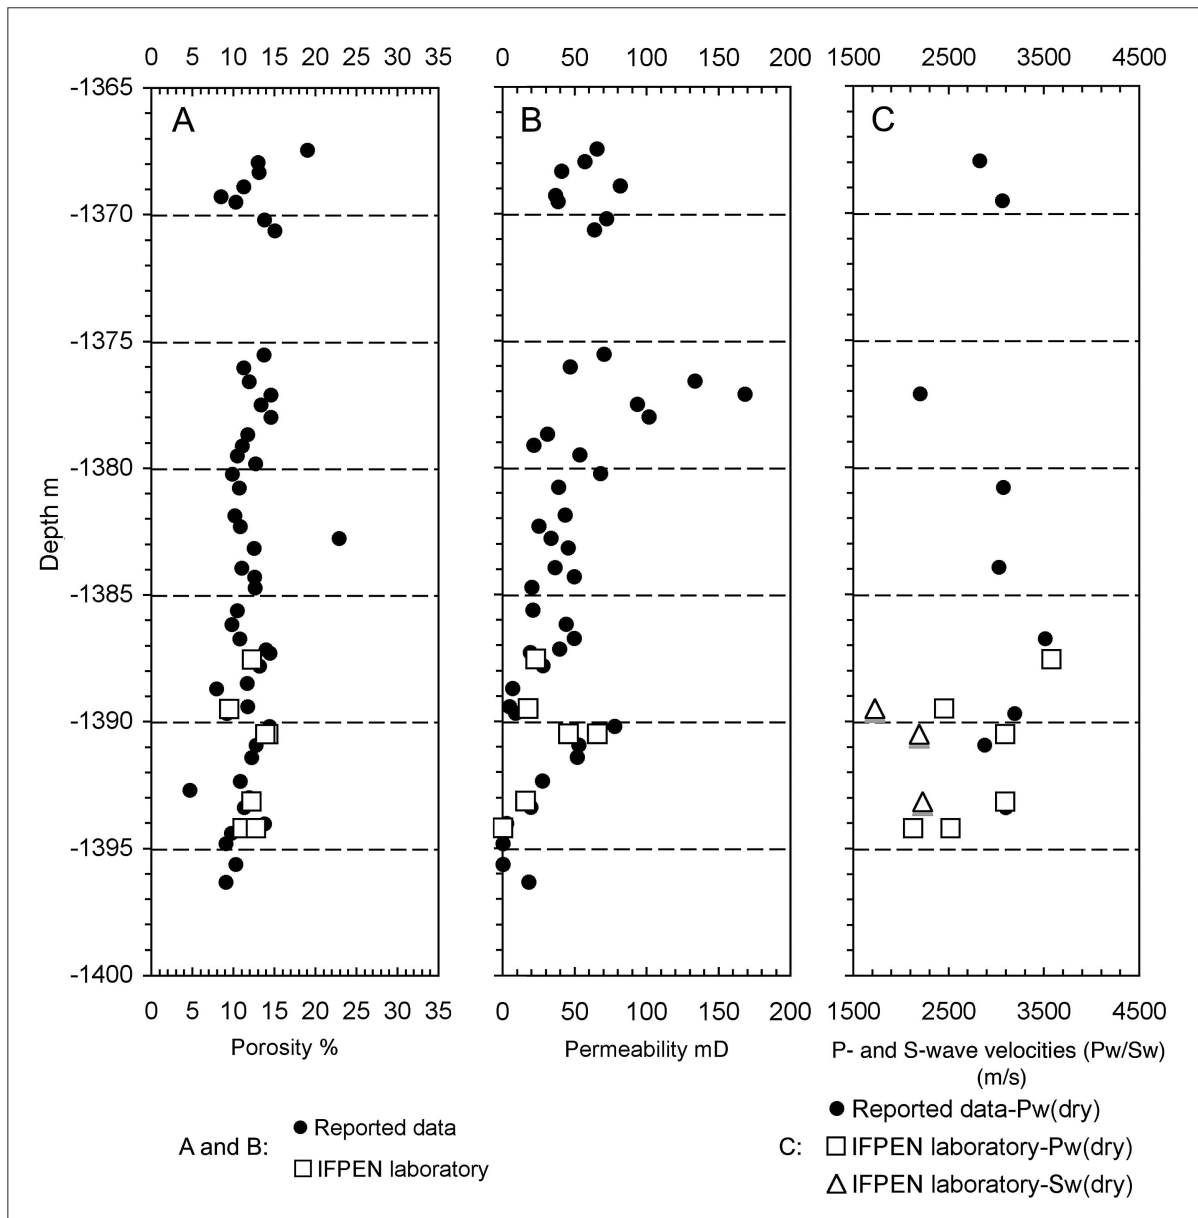 0 5 10 15 20 25 30 35
0 50 100 150 200
1500 2500 3500 4500
-1365
-1370
-1375
-1380
-1385
-1390
-1395
-1400
Depth m
A
B
C
0 5 10 15 20 25 30 35
0 50 100 150 200
1500 2500 3500 4500
Porosity %
Permeability mD
P- and S-wave velocities (Pw/Sw)
(m/s)
A and B:
Reported data
IFPEN laboratory
C:
Reported data-Pw(dry)
IFPEN laboratory-Pw(dry)
IFPEN laboratory-Sw(dry)